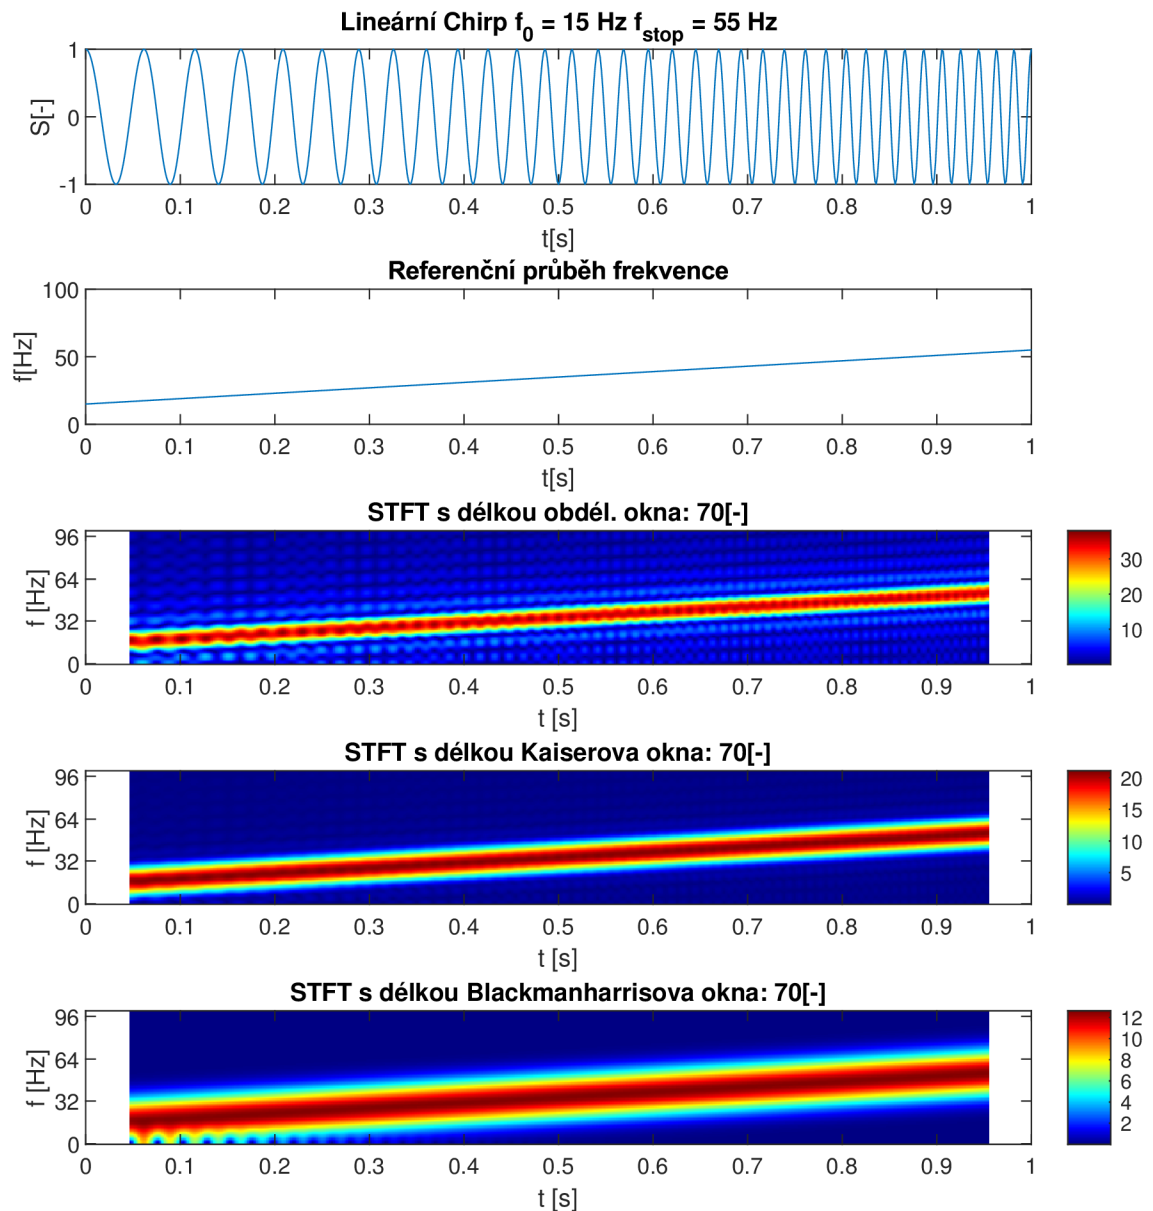 Lineární Chirp f0 = 15 Hz fstop = 55 Hz
1
0
-1
S[-]
0 0.1 0.2 0.3 0.4 0.5 0.6 0.7 0.8 0.9 1
t[s]
Referenční průběh frekvence
100
50
0
f[Hz]
0 0.1 0.2 0.3 0.4 0.5 0.6 0.7 0.8 0.9 1
t[s]
STFT s délkou obdél. okna: 70[-]
96
64
32
0
f [Hz]
30
20
10
0 0.1 0.2 0.3 0.4 0.5 0.6 0.7 0.8 0.9 1
t [s]
STFT s délkou Kaiserova okna: 70[-]
96
64
32
0
f [Hz]
20
15
10
5
0 0.1 0.2 0.3 0.4 0.5 0.6 0.7 0.8 0.9 1
t [s]
STFT s délkou Blackmanharrisova okna: 70[-]
96
64
32
0
f [Hz]
12
10
8
6
4
2
0 0.1 0.2 0.3 0.4 0.5 0.6 0.7 0.8 0.9 1
t [s]